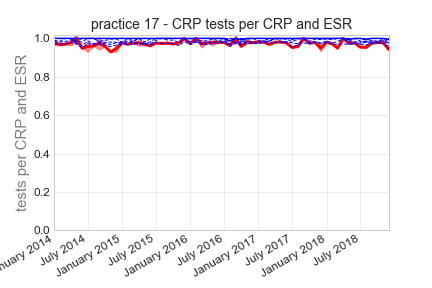 practice 17 - CRP tests per CRP and ESR
tests per CRP and ESR
1.0
0.8
0.6
0.4
0.2
0.0
nuary 2014
July 2014
January 2015
July 2015
January 2016
July 2016
January 2017
July 2017
January 2018
July 2018